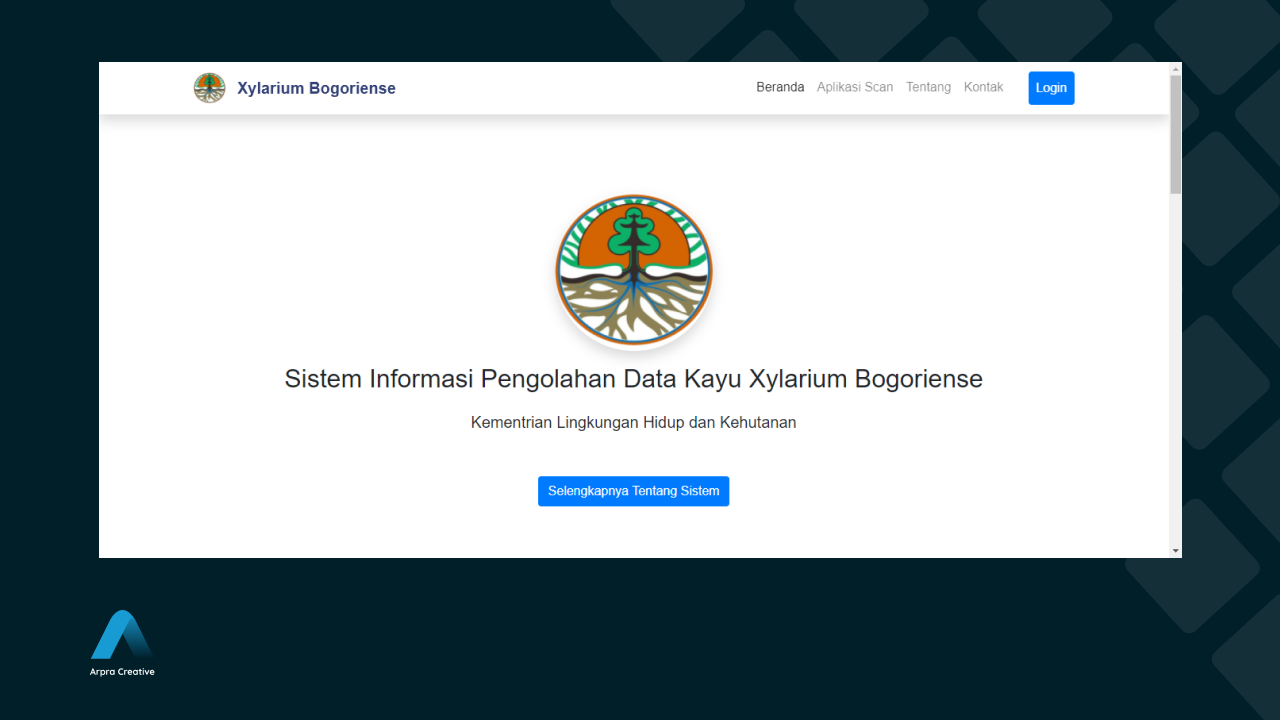 Xylarium Bogoriense
Beranda Aplikasi Scan Tentang Kontak Login
Sistem Informasi Pengolahan Data Kayu Xylarium Bogoriense
Kementrian Lingkungan Hidup dan Kehutanan
Selengkapnya Tentang Sistem
Arpra Creative